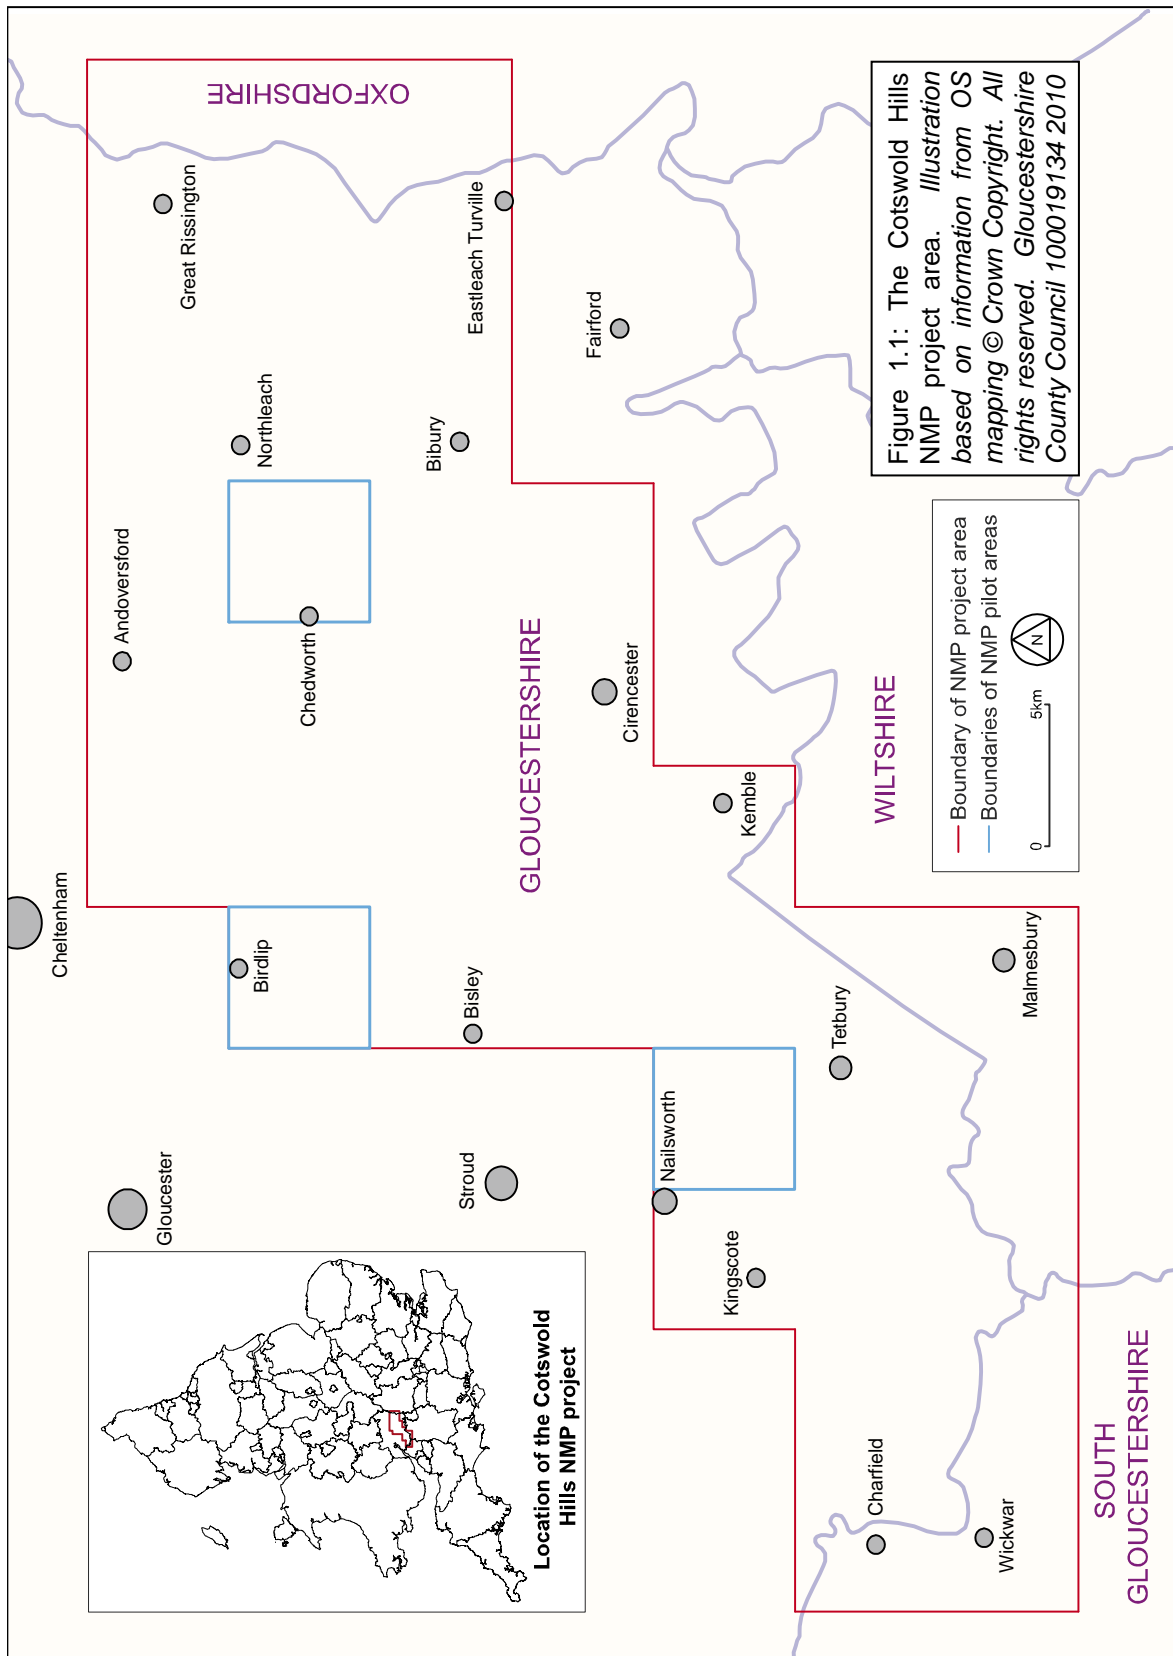 Cheltenham
Gloucester
Andoversford
Great Rissington
OXFORDSHIRE
Birdlip
Northleach
Chedworth
Bisley
Stroud
Bibury
Eastleach Turville
GLOUCESTERSHIRE
Cirencester
Fairford
Nailsworth
Kingscote
Kemble
Tetbury
WILTSHIRE
Charfield
Wickwar
Malmesbury
SOUTH
GLOUCESTERSHIRE
Location of the Cotswold
Hills NMP project
Boundary of NMP project area
Boundaries of NMP pilot areas
0
5km
N
Figure 1.1: The Cotswold Hills
NMP project area. Illustration
based on information from OS
mapping © Crown Copyright. All
rights reserved. Gloucestershire
County Council 100019134 2010